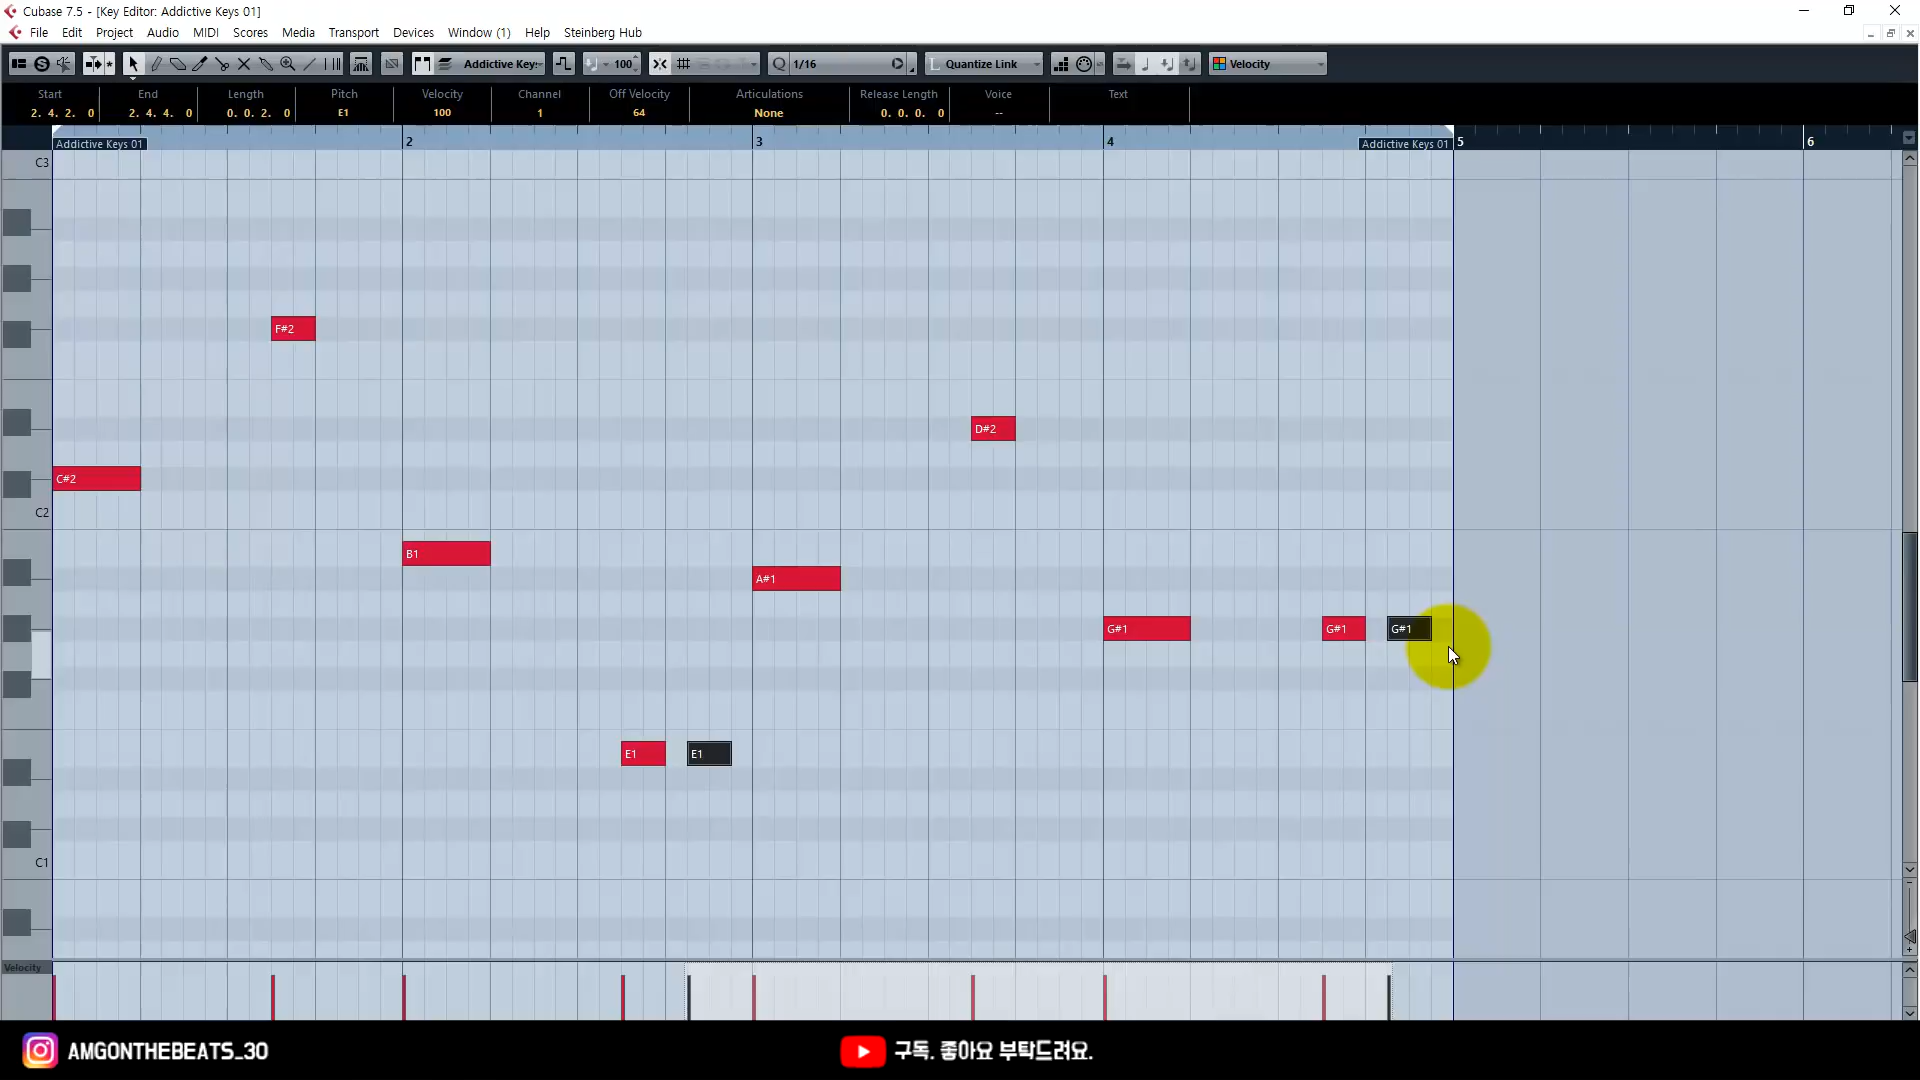 Cubase 7.5 - [Key Editor: Addictive Keys 01]
File Edit Project Audio MIDI Scores Media Transport Devices Window (1) Help Steinberg Hub
Addictive Key: 100 Q 1/16 L Quantize Link Velocity
Start End Length Pitch Velocity Channel Off Velocity Articulations Release Length Voice Text
2. 4. 2. 0 2. 4. 4. 0 0. 0. 2. 0 E1 100 1 64 None 0. 0. 0. 0 --
2 3 4 5 6
Addictive Keys 01 Addictive Keys 01
C3
F#2
D#2
C#2
C2
B1
A#1
G#1 G#1 G#1
E1 E1
C1
Velocity
AMGONTHEBEATS_30 구독. 좋아요 부탁드려요.